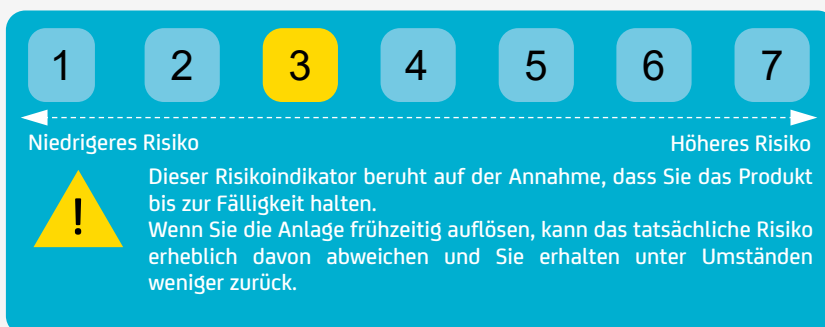 1 2 3 4 5 6 7
Niedrigeres Risiko Höheres Risiko
!
Dieser Risikoindikator beruht auf der Annahme, dass Sie das Produkt
bis zur Fälligkeit halten.
Wenn Sie die Anlage frühzeitig auflösen, kann das tatsächliche Risiko
erheblich davon abweichen und Sie erhalten unter Umständen
weniger zurück.